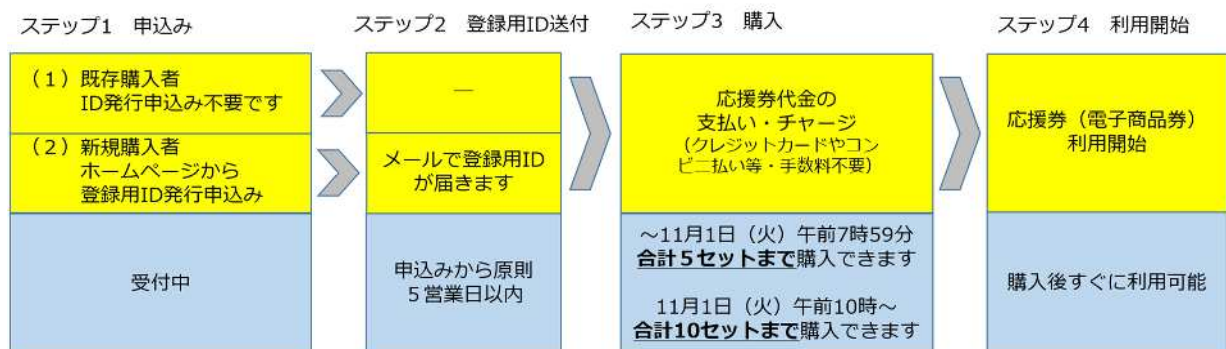 ステップ1　申込み
ステップ2　登録用ID送付
ステップ3　購入
ステップ4　利用開始
（１）既存購入者
ID発行申込み不要です
（２）新規購入者
ホームページから
登録用ID発行申込み
受付中
―
メールで登録用ID
が届きます
申込みから原則
５営業日以内
応援券代金の
支払い・チャージ
（クレジットカードやコン
ビニ払い等・手数料不要）
～11月1日（火）午前7時59分
合計５セットまで購入できます
11月1日（火）午前10時～
合計10セットまで購入できます
応援券（電子商品券）
利用開始
購入後すぐに利用可能